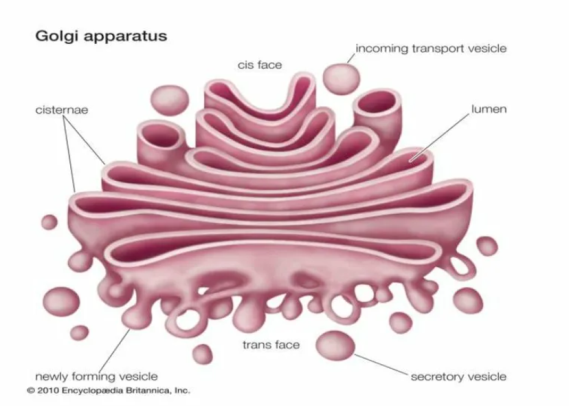 Golgi apparatus
incoming transport vesicle
cis face
cisternae
lumen
trans face
newly forming vesicle
secretory vesicle
© 2010 Encyclopædia Britannica, Inc.